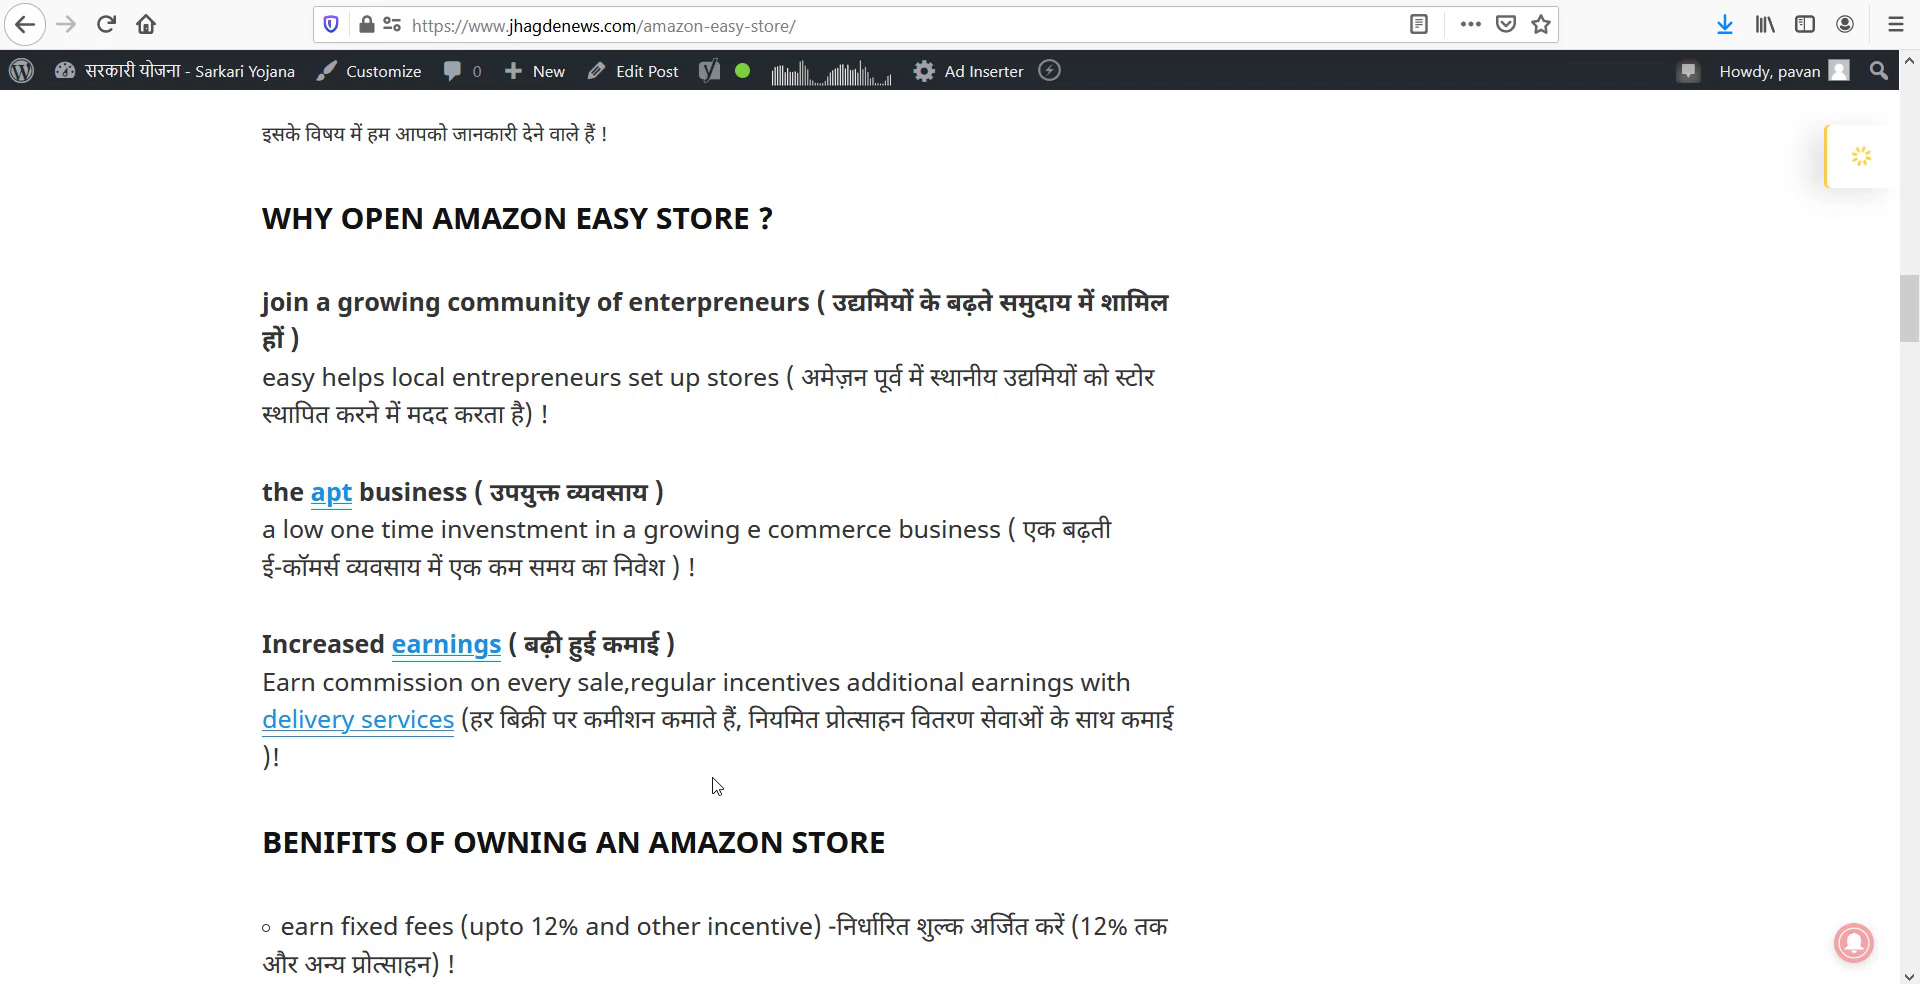 https://www.jhagdenews.com/amazon-easy-store/
सरकारी योजना - Sarkari Yojana Customize 0 New Edit Post Ad Inserter Howdy, pavan
इसके विषय में हम आपको जानकारी देने वाले हैं !
WHY OPEN AMAZON EASY STORE ?
join a growing community of enterpreneurs ( उद्यमियों के बढ़ते समुदाय में शामिल
हों )
easy helps local entrepreneurs set up stores ( अमेज़न पूर्व में स्थानीय उद्यमियों को स्टोर
स्थापित करने में मदद करता है) !
the apt business ( उपयुक्त व्यवसाय )
a low one time invenstment in a growing e commerce business ( एक बढ़ती
ई-कॉमर्स व्यवसाय में एक कम समय का निवेश ) !
Increased earnings ( बढ़ी हुई कमाई )
Earn commission on every sale,regular incentives additional earnings with
delivery services (हर बिक्री पर कमीशन कमाते हैं, नियमित प्रोत्साहन वितरण सेवाओं के साथ कमाई
)!
BENIFITS OF OWNING AN AMAZON STORE
○ earn fixed fees (upto 12% and other incentive) -निर्धारित शुल्क अर्जित करें (12% तक
और अन्य प्रोत्साहन) !